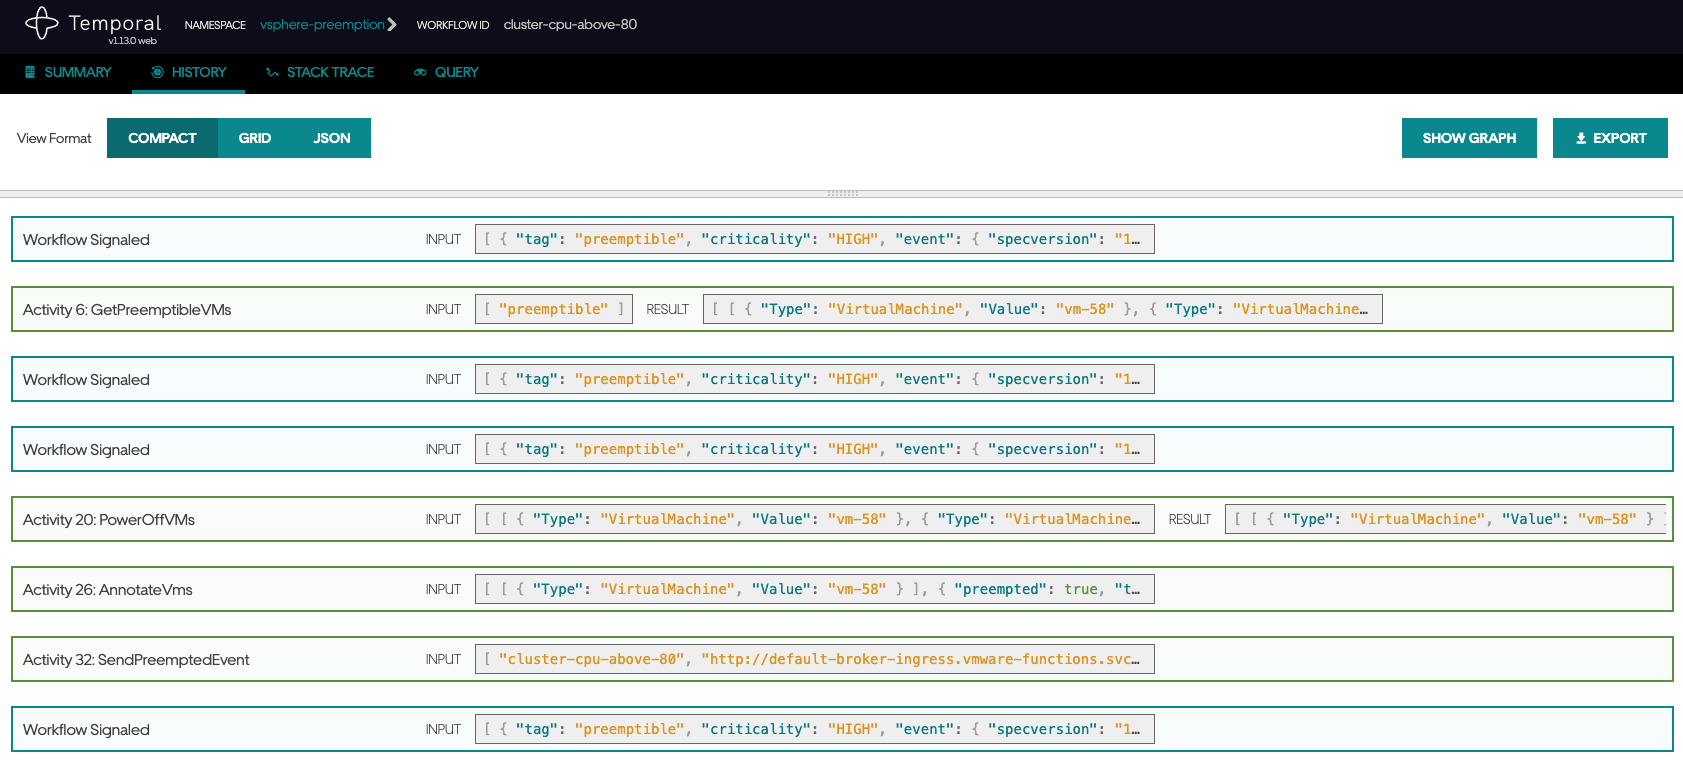 Temporal
v1.13.0 web
NAMESPACE vsphere-preemption WORKFLOW ID cluster-cpu-above-80
SUMMARY HISTORY STACK TRACE QUERY
View Format COMPACT GRID JSON SHOW GRAPH EXPORT
Workflow Signaled INPUT [ { "tag": "preemptible", "criticality": "HIGH", "event": { "specversion": "1…
Activity 6: GetPreemptibleVMs INPUT [ "preemptible" ] RESULT [ [ { "Type": "VirtualMachine", "Value": "vm-58" }, { "Type": "VirtualMachine…
Workflow Signaled INPUT [ { "tag": "preemptible", "criticality": "HIGH", "event": { "specversion": "1…
Workflow Signaled INPUT [ { "tag": "preemptible", "criticality": "HIGH", "event": { "specversion": "1…
Activity 20: PowerOffVMs INPUT [ [ { "Type": "VirtualMachine", "Value": "vm-58" }, { "Type": "VirtualMachine… RESULT [ [ { "Type": "VirtualMachine", "Value": "vm-58" } ]
Activity 26: AnnotateVms INPUT [ [ { "Type": "VirtualMachine", "Value": "vm-58" } ], { "preempted": true, "t…
Activity 32: SendPreemptedEvent INPUT [ "cluster-cpu-above-80", "http://default-broker-ingress.vmware-functions.svc…
Workflow Signaled INPUT [ { "tag": "preemptible", "criticality": "HIGH", "event": { "specversion": "1…